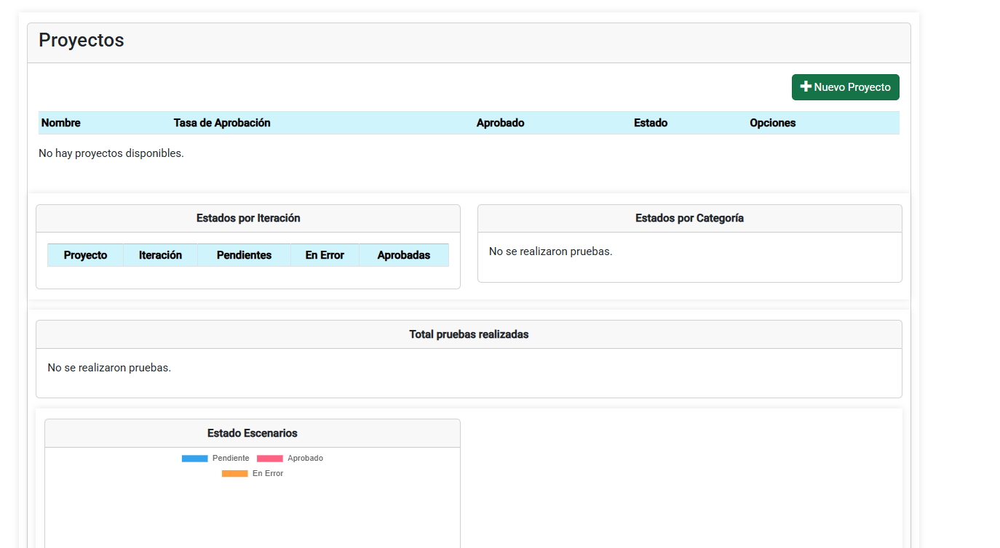 Proyectos
Nuevo Proyecto
Nombre Tasa de Aprobación Aprobado Estado Opciones
No hay proyectos disponibles.
Estados por Iteración
Proyecto Iteración Pendientes En Error Aprobadas
Estados por Categoría
No se realizaron pruebas.
Total pruebas realizadas
No se realizaron pruebas.
Estado Escenarios
Pendiente Aprobado
En Error